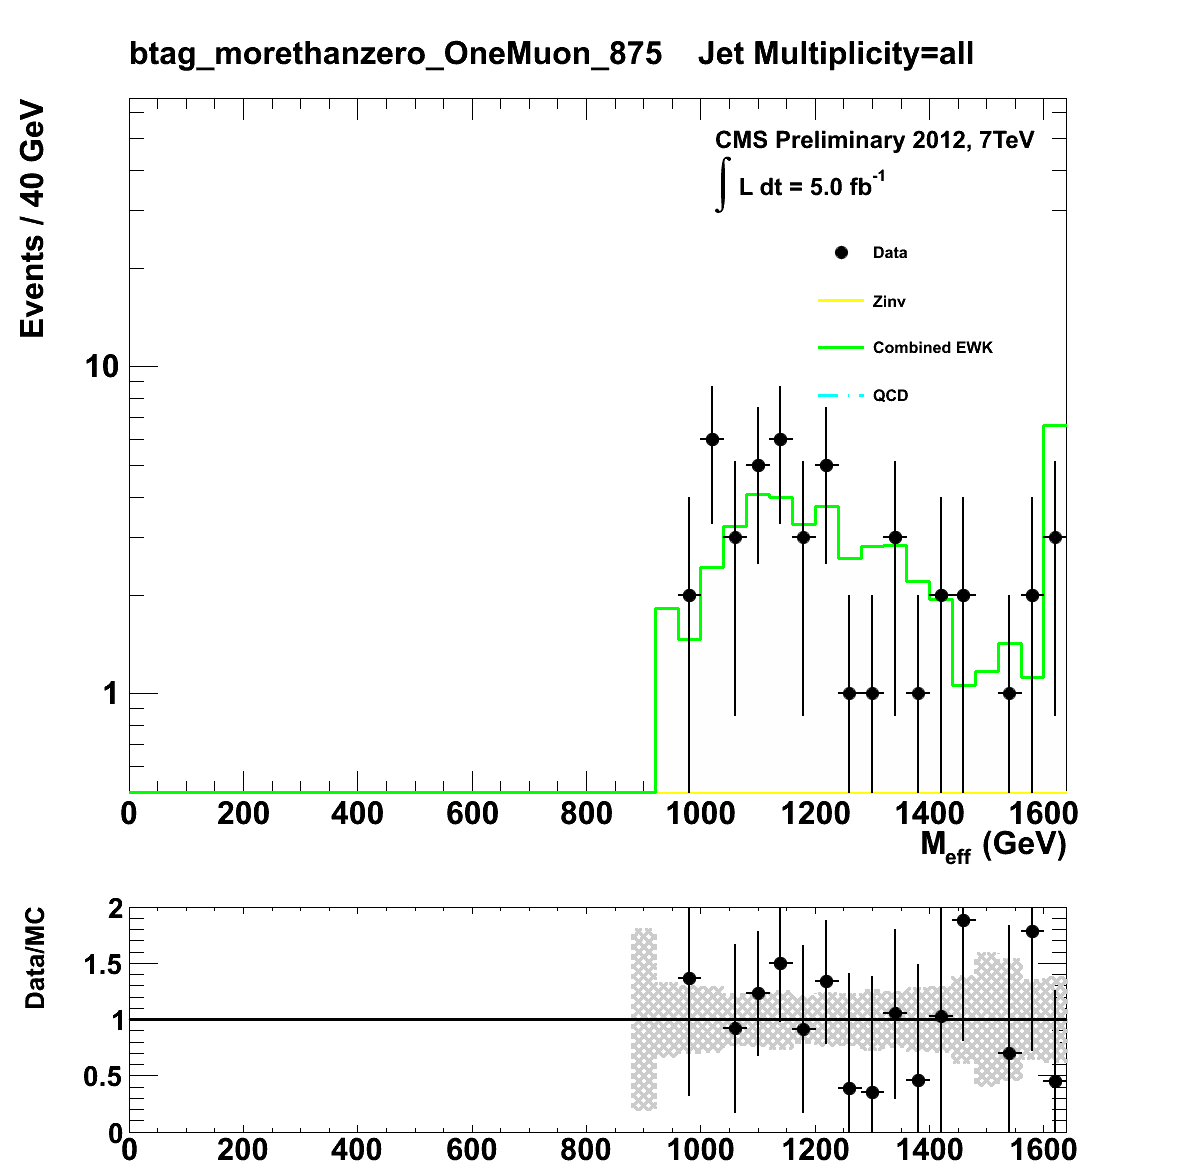 btag_morethanzero_OneMuon_875 Jet Multiplicity=all
Events / 40 GeV
CMS Preliminary 2012, 7TeV
∫ L dt = 5.0 fb⁻¹
Data
Zinv
Combined EWK
QCD
10
1
0 200 400 600 800 1000 1200 1400 1600
M_eff (GeV)
Data/MC
2
1.5
1
0.5
0
0 200 400 600 800 1000 1200 1400 1600